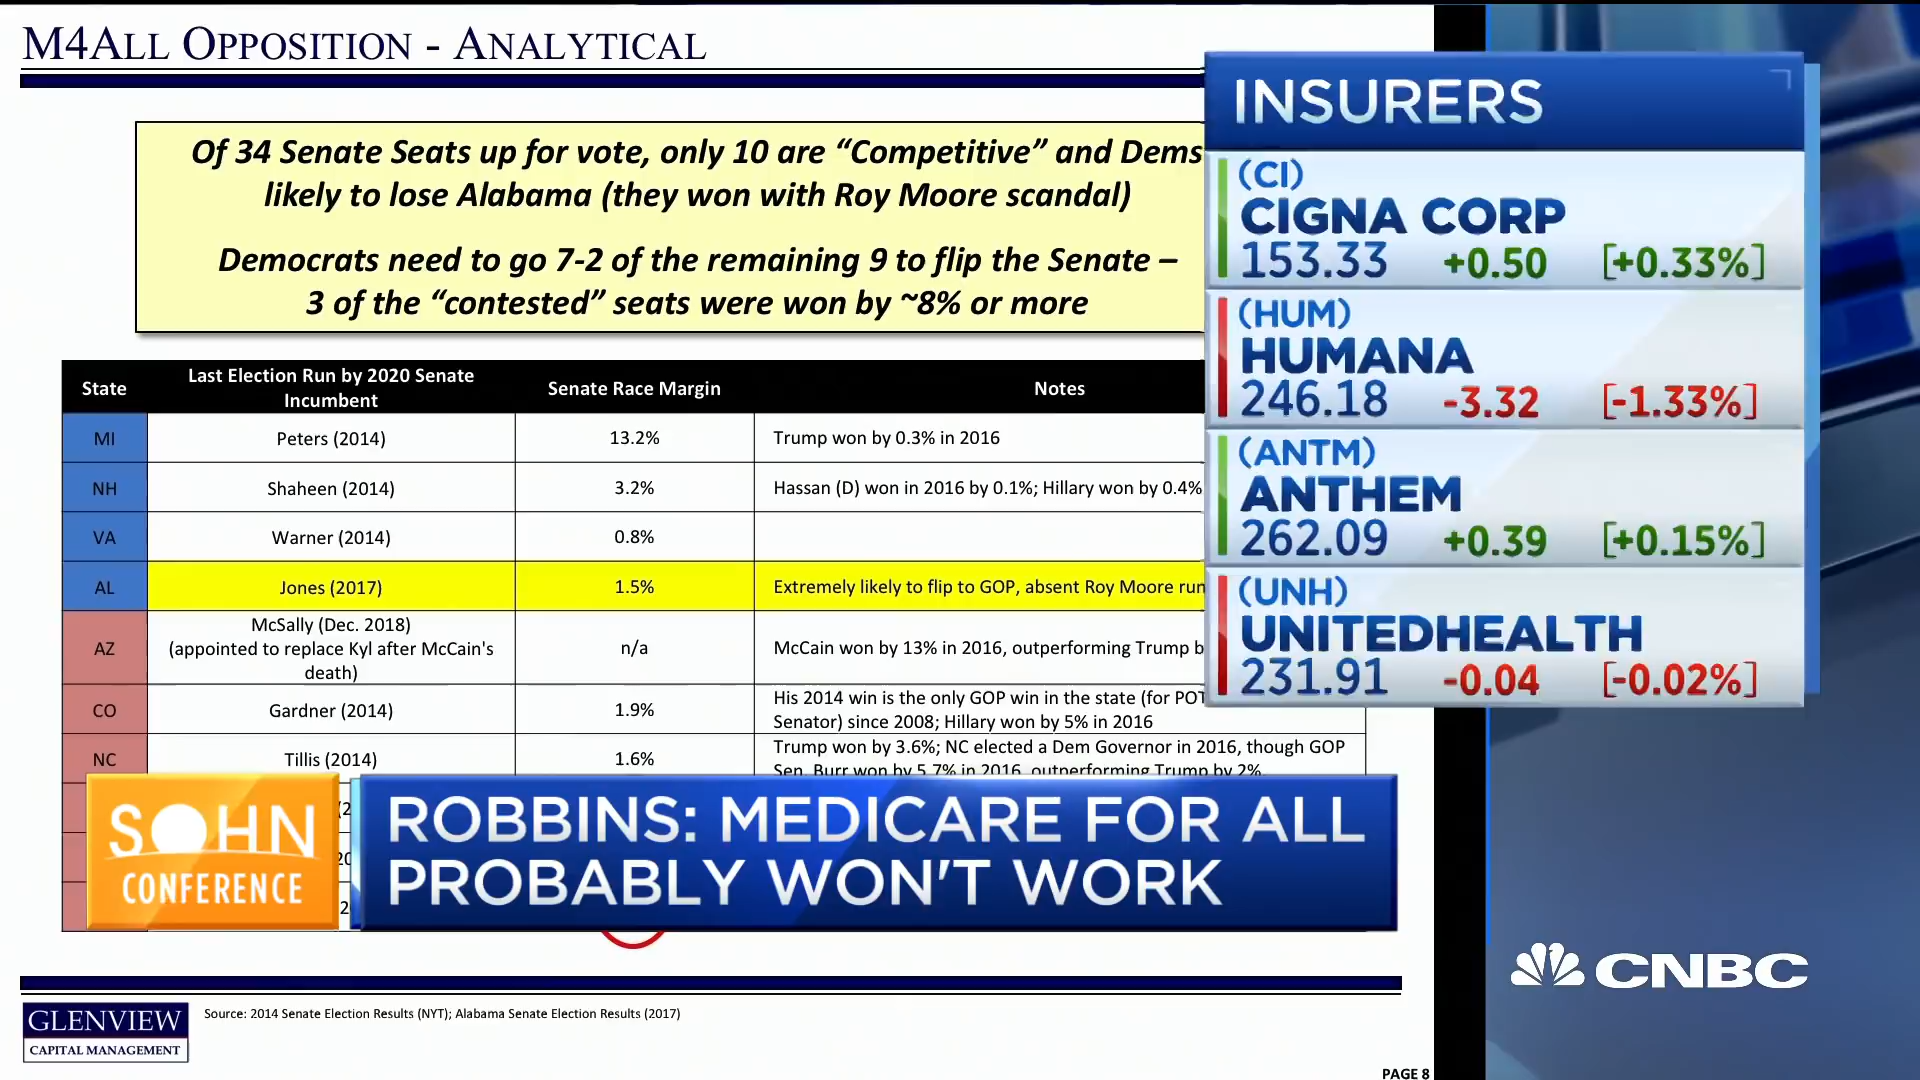 M4ALL OPPOSITION - ANALYTICAL
Of 34 Senate Seats up for vote, only 10 are “Competitive” and Dems
likely to lose Alabama (they won with Roy Moore scandal)
Democrats need to go 7-2 of the remaining 9 to flip the Senate –
3 of the “contested” seats were won by ~8% or more
State
Last Election Run by 2020 Senate
Incumbent
Senate Race Margin
Notes
MI
Peters (2014)
13.2%
Trump won by 0.3% in 2016
NH
Shaheen (2014)
3.2%
Hassan (D) won in 2016 by 0.1%; Hillary won by 0.4%
VA
Warner (2014)
0.8%
AL
Jones (2017)
1.5%
Extremely likely to flip to GOP, absent Roy Moore run
AZ
McSally (Dec. 2018)
(appointed to replace Kyl after McCain's
death)
n/a
McCain won by 13% in 2016, outperforming Trump
CO
Gardner (2014)
1.9%
His 2014 win is the only GOP win in the state (for
Senator) since 2008; Hillary won by 5% in 2016
NC
Tillis (2014)
1.6%
Trump won by 3.6%; NC elected a Dem Governor in 2016, though GOP
Sen. Burr won by 5.7% in 2016, outperforming Trump by 2%
INSURERS
(CI)
CIGNA CORP
153.33 +0.50 [+0.33%]
(HUM)
HUMANA
246.18 -3.32 [-1.33%]
(ANTM)
ANTHEM
262.09 +0.39 [+0.15%]
(UNH)
UNITEDHEALTH
231.91 -0.04 [-0.02%]
SOHN
CONFERENCE
ROBBINS: MEDICARE FOR ALL
PROBABLY WON'T WORK
CNBC
GLENVIEW
CAPITAL MANAGEMENT
Source: 2014 Senate Election Results (NYT); Alabama Senate Election Results (2017)
PAGE 8